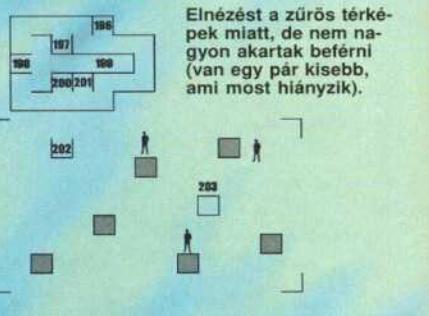 196
Elnézést a zűrös térké-
pek miatt, de nem na-
gyon akartak beférni
(van egy pár kisebb,
ami most hiányzik).
197
198
199
200 201
202
203